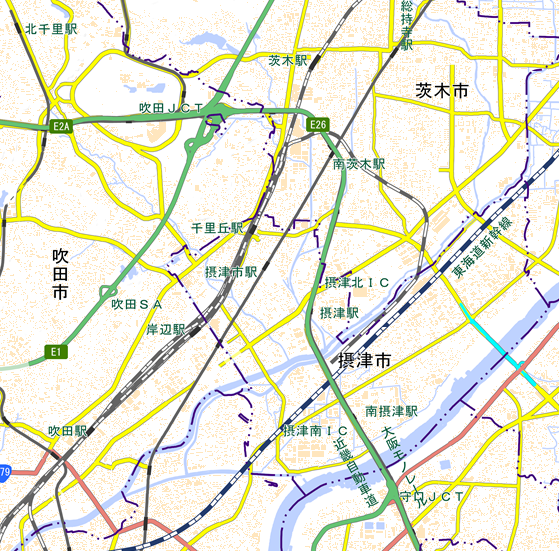 北千里駅
総持寺駅
茨木駅
茨木市
吹田ＪＣＴ
E2A
E26
南茨木駅
千里丘駅
東海道新幹線
吹田市
摂津市駅
摂津北ＩＣ
吹田ＳＡ
摂津駅
岸辺駅
E1
摂津市
南摂津駅
吹田駅
摂津南ＩＣ
近畿自動車道
大阪モノレール
79
守口ＪＣＴ